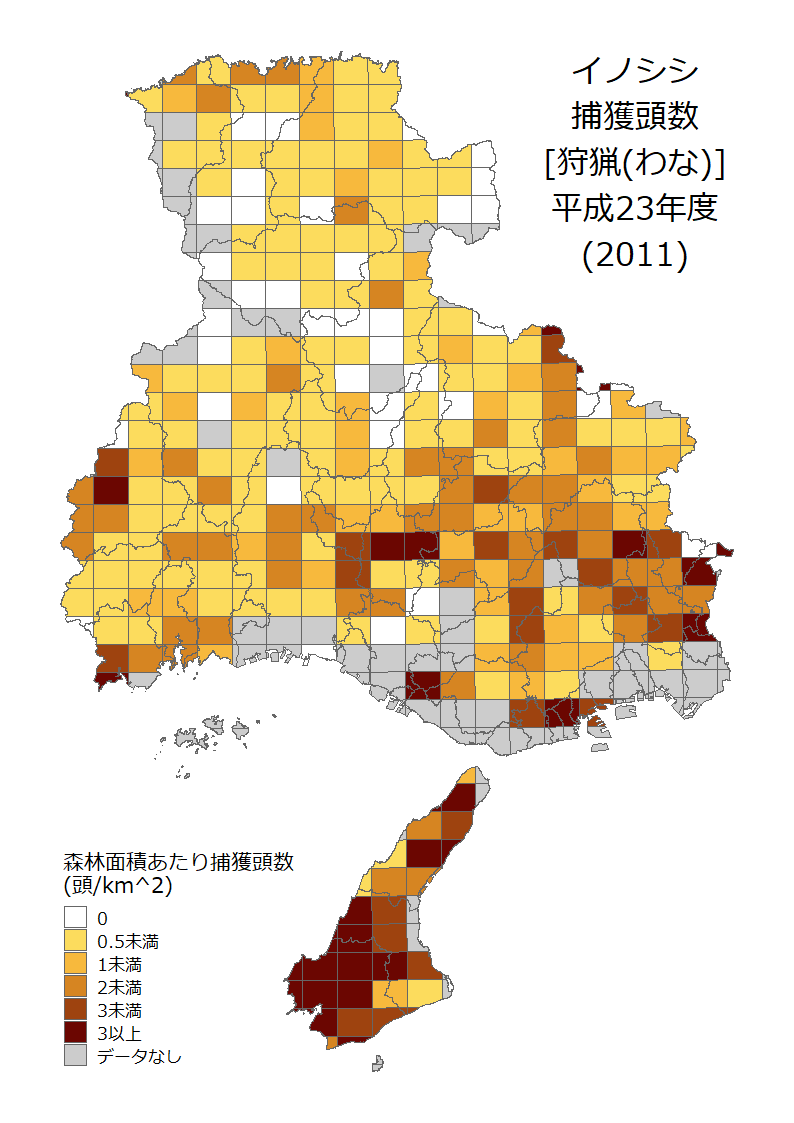 イノシシ
捕獲頭数
[狩猟(わな)]
平成23年度
(2011)
森林面積あたり捕獲頭数
(頭/km^2)
0
0.5未満
1未満
2未満
3未満
3以上
データなし